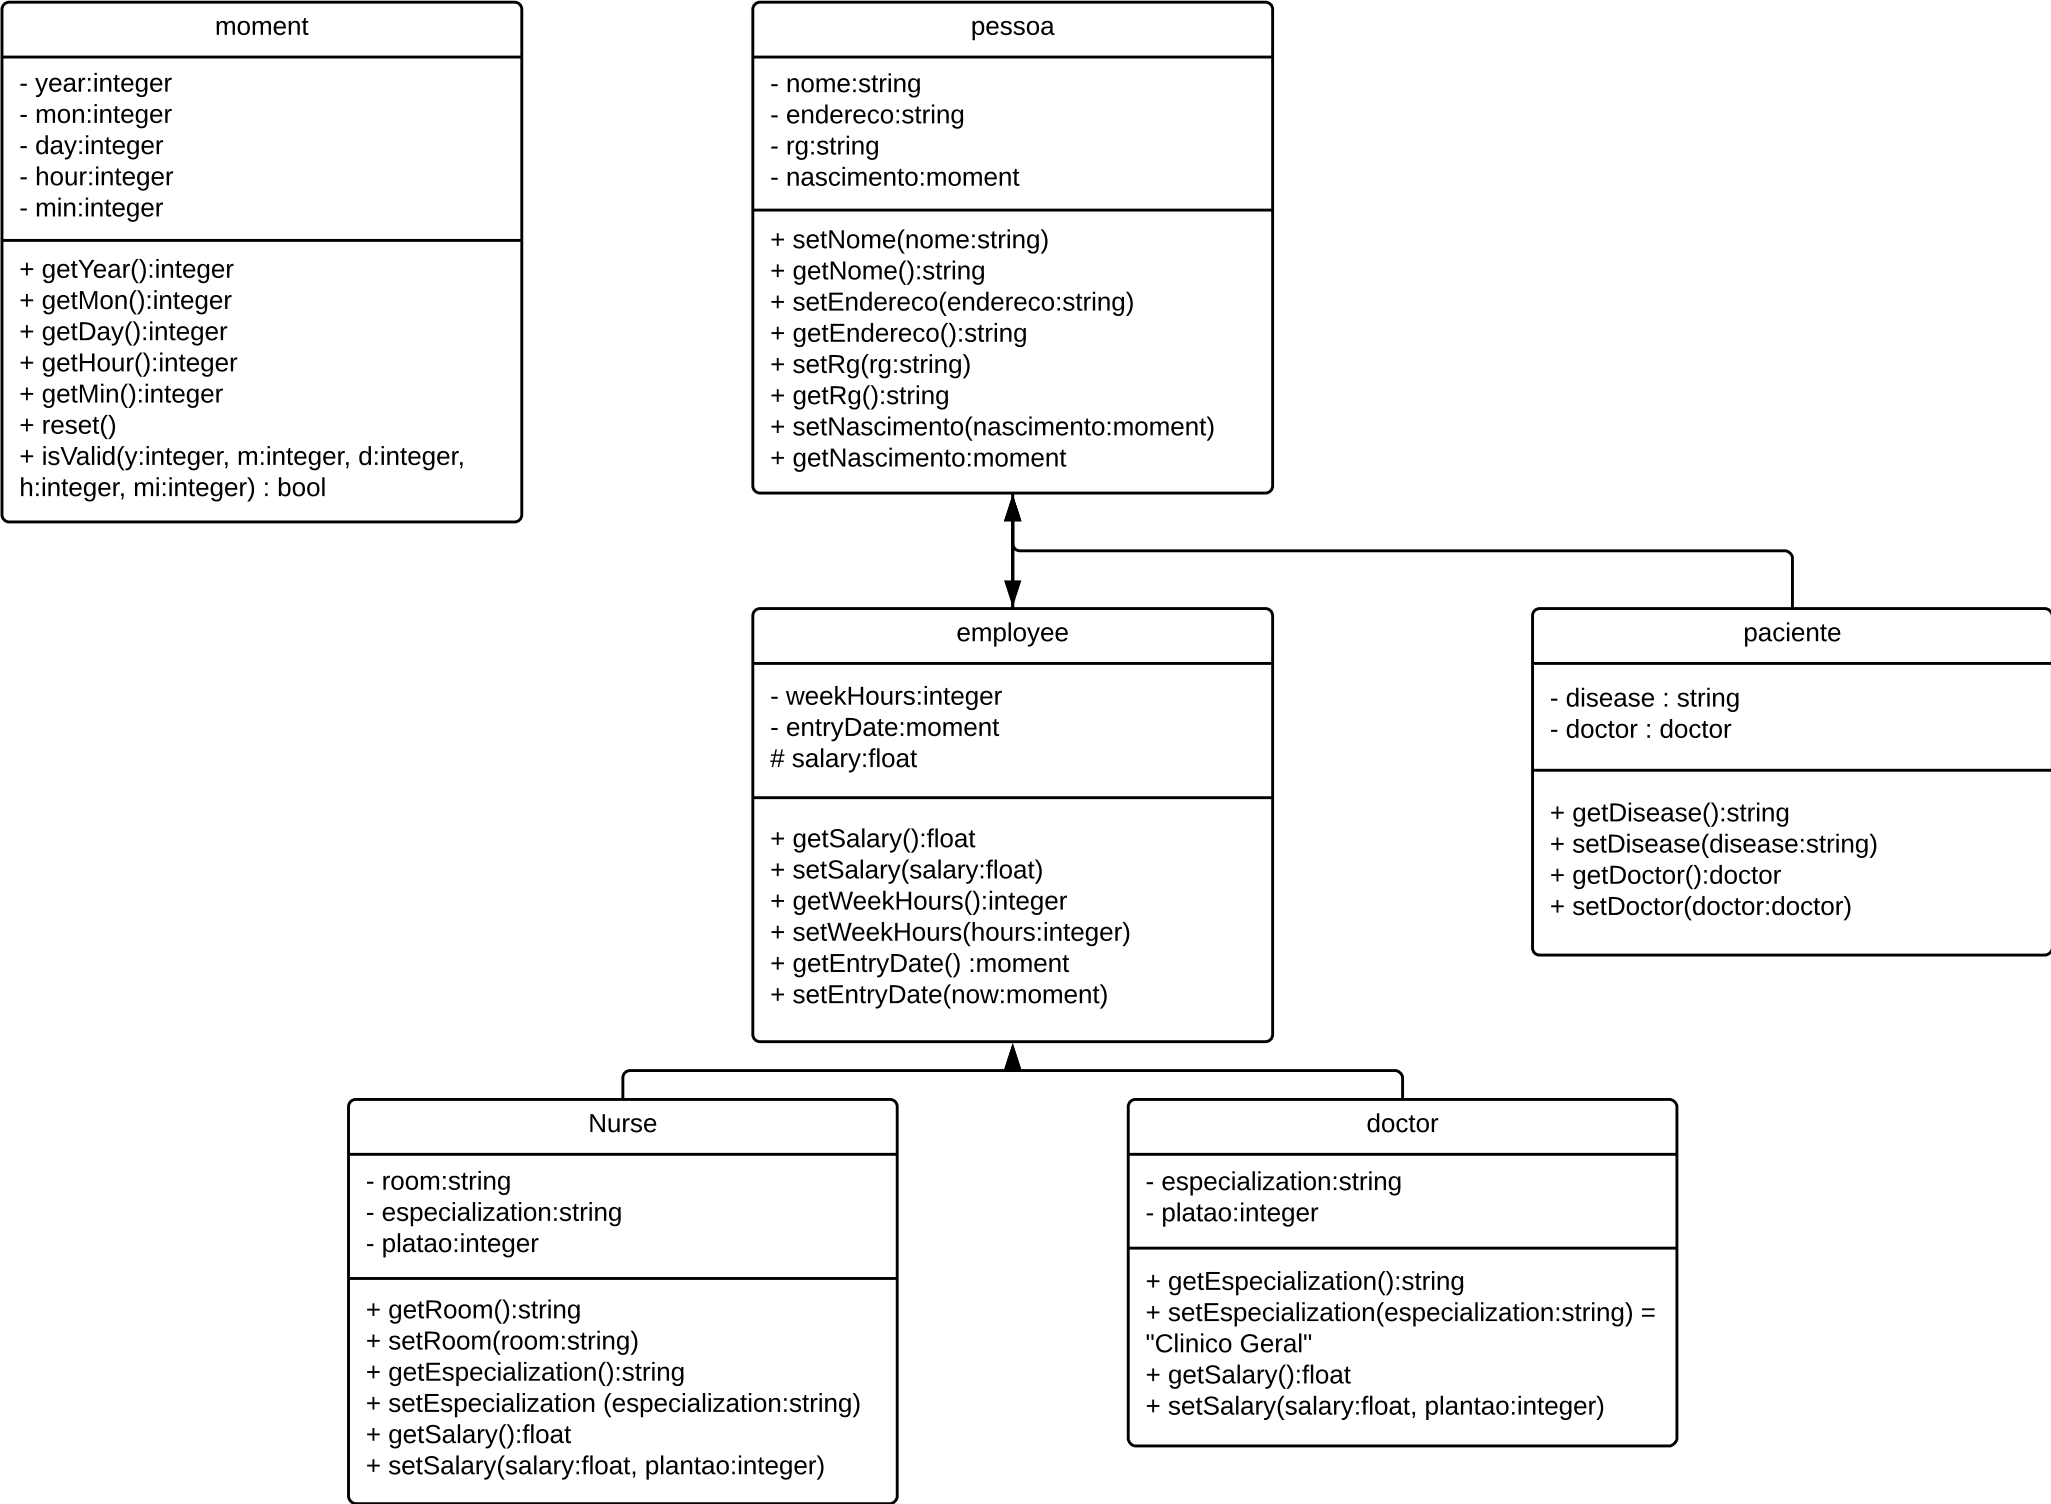 moment
- year:integer
- mon:integer
- day:integer
- hour:integer
- min:integer
+ getYear():integer
+ getMon():integer
+ getDay():integer
+ getHour():integer
+ getMin():integer
+ reset()
+ isValid(y:integer, m:integer, d:integer,
h:integer, mi:integer) : bool
pessoa
- nome:string
- endereco:string
- rg:string
- nascimento:moment
+ setNome(nome:string)
+ getNome():string
+ setEndereco(endereco:string)
+ getEndereco():string
+ setRg(rg:string)
+ getRg():string
+ setNascimento(nascimento:moment)
+ getNascimento:moment
employee
- weekHours:integer
- entryDate:moment
# salary:float
+ getSalary():float
+ setSalary(salary:float)
+ getWeekHours():integer
+ setWeekHours(hours:integer)
+ getEntryDate() :moment
+ setEntryDate(now:moment)
paciente
- disease : string
- doctor : doctor
+ getDisease():string
+ setDisease(disease:string)
+ getDoctor():doctor
+ setDoctor(doctor:doctor)
Nurse
- room:string
- especialization:string
- platao:integer
+ getRoom():string
+ setRoom(room:string)
+ getEspecialization():string
+ setEspecialization (especialization:string)
+ getSalary():float
+ setSalary(salary:float, plantao:integer)
doctor
- especialization:string
- platao:integer
+ getEspecialization():string
+ setEspecialization(especialization:string) =
"Clinico Geral"
+ getSalary():float
+ setSalary(salary:float, plantao:integer)